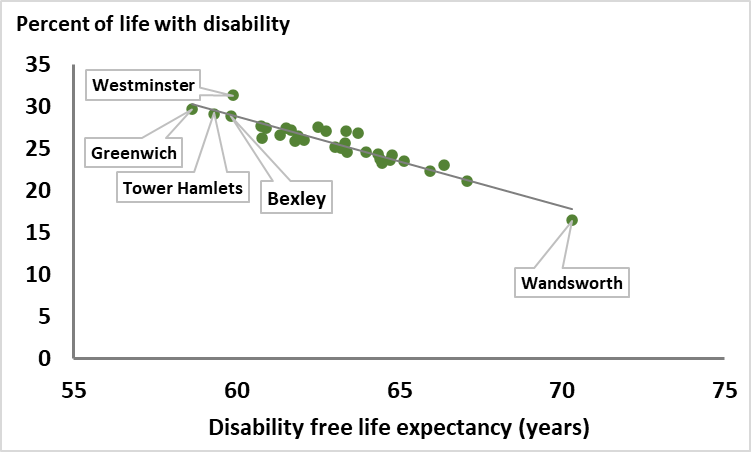 Percent of life with disability
35
30
25
20
15
10
5
0
Westminster
Greenwich
Tower Hamlets
Bexley
Wandsworth
55 60 65 70 75
Disability free life expectancy (years)